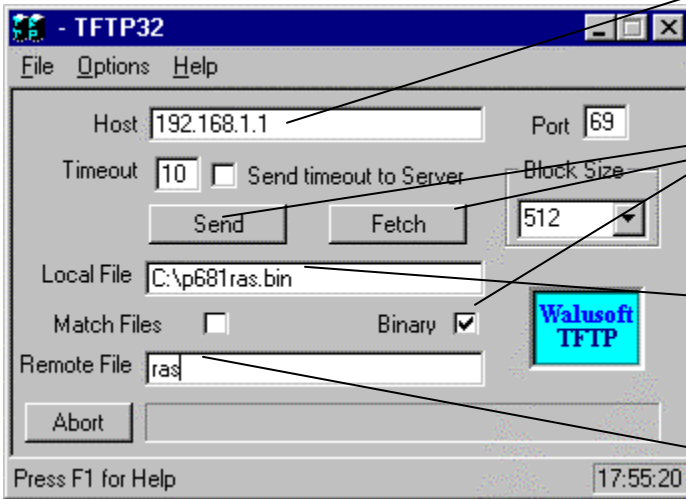 - TFTP32
File Options Help
Host 192.168.1.1 Port 69
Timeout 10 Send timeout to Server Block Size
Send Fetch 512
Local File C:\p681ras.bin
Match Files Binary Walusoft
TFTP
Remote File ras
Abort
Press F1 for Help 17:55:20